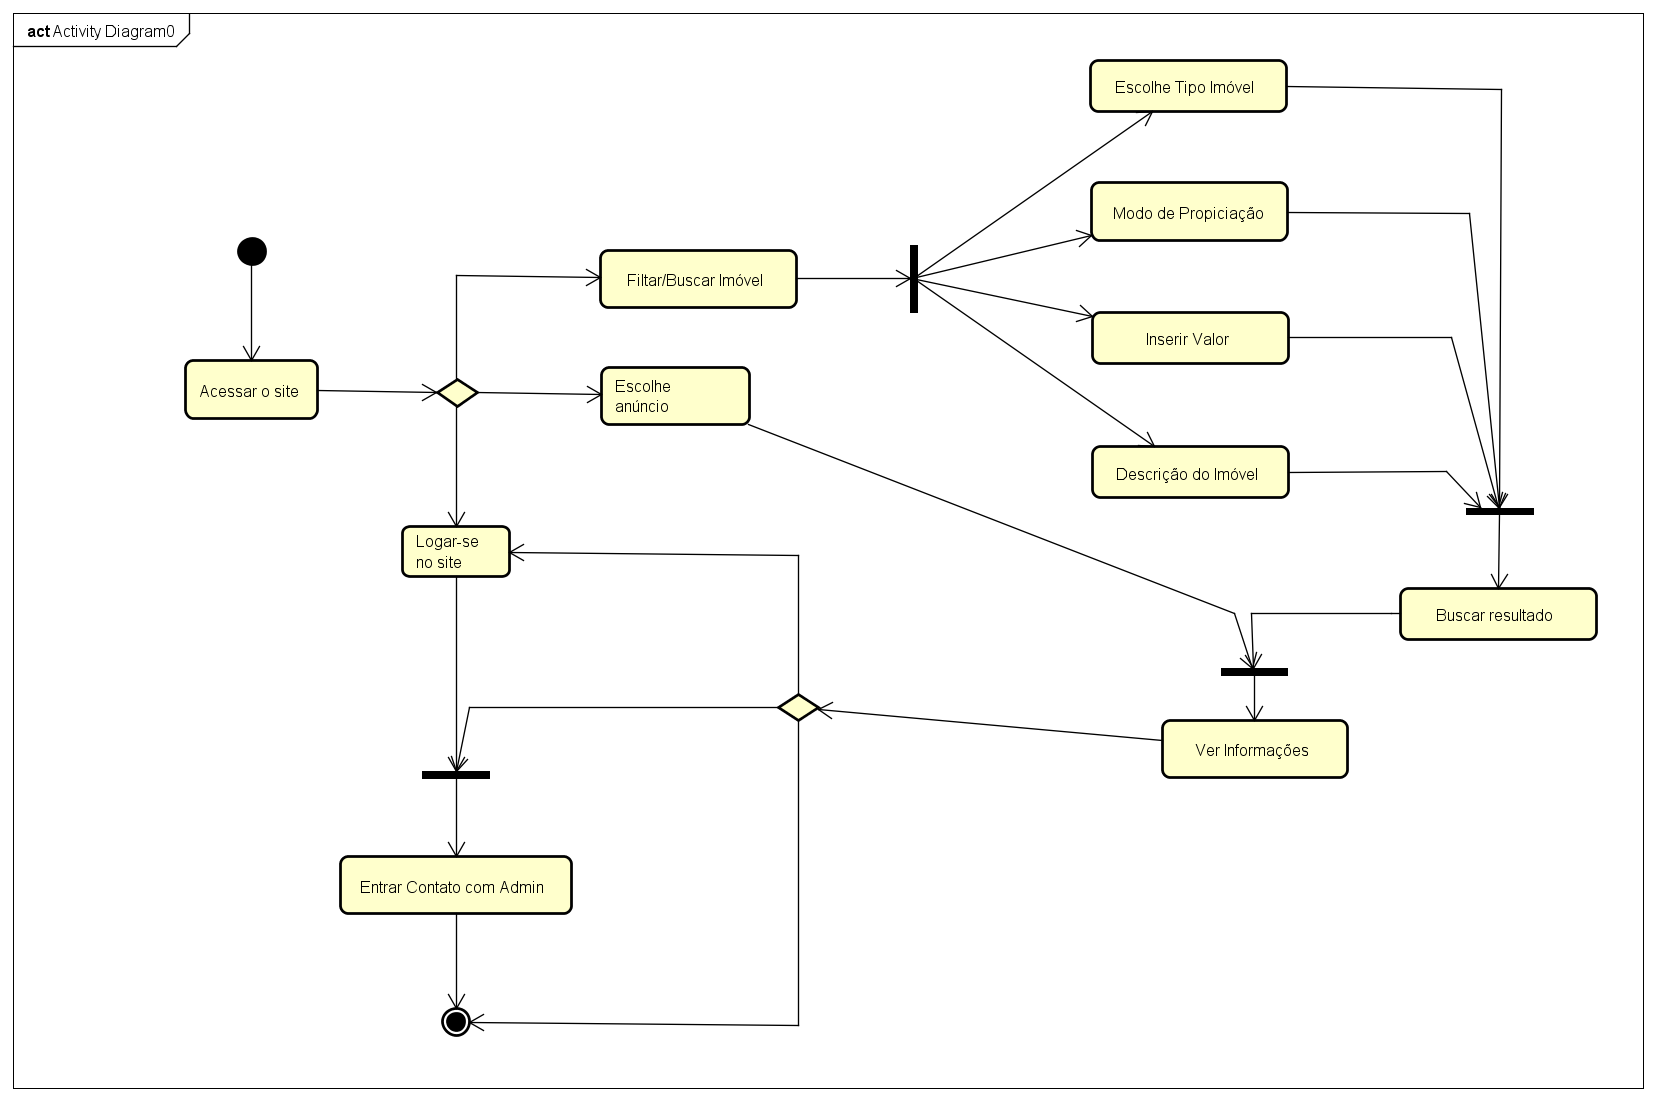 act Activity Diagram0
Escolhe Tipo Imóvel
Modo de Propiciação
Filtar/Buscar Imóvel
Inserir Valor
Acessar o site
Escolhe
anúncio
Descrição do Imóvel
Logar-se
no site
Buscar resultado
Ver Informações
Entrar Contato com Admin